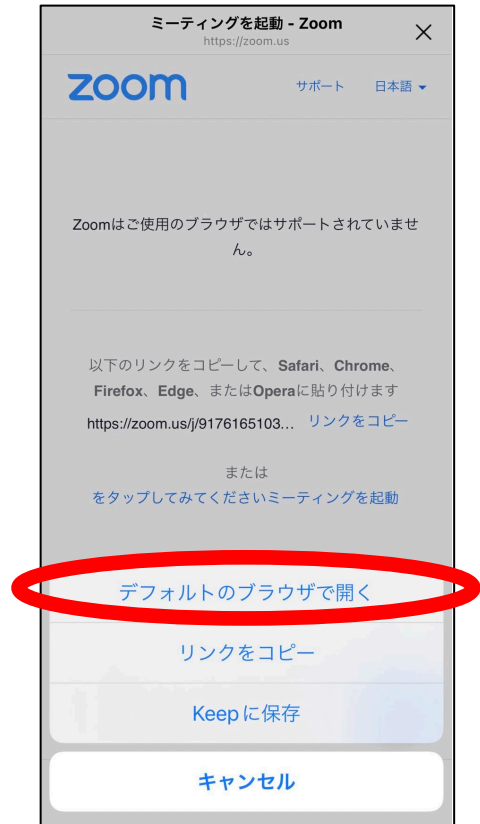 ミーティングを起動 - Zoom
https://zoom.us
zoom
サポート 日本語
Zoomはご使用のブラウザではサポートされていませ
ん。
以下のリンクをコピーして、Safari、Chrome、
Firefox、Edge、またはOperaに貼り付けます
https://zoom.us/j/9176165103... リンクをコピー
または
をタップしてみてくださいミーティングを起動
デフォルトのブラウザで開く
リンクをコピー
Keepに保存
キャンセル